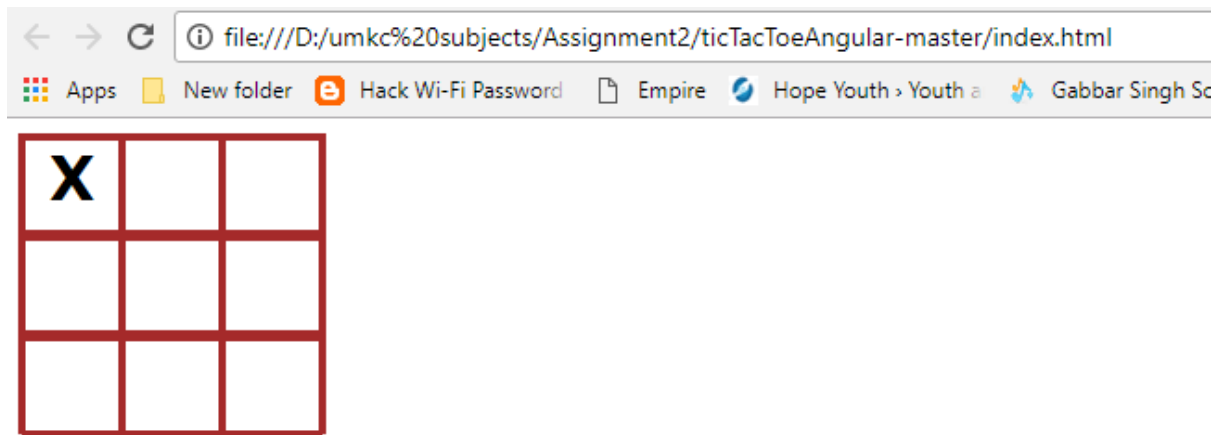 file:///D:/umkc%20subjects/Assignment2/ticTacToeAngular-master/index.html
Apps New folder Hack Wi-Fi Password Empire Hope Youth › Youth a Gabbar Singh Sc
X